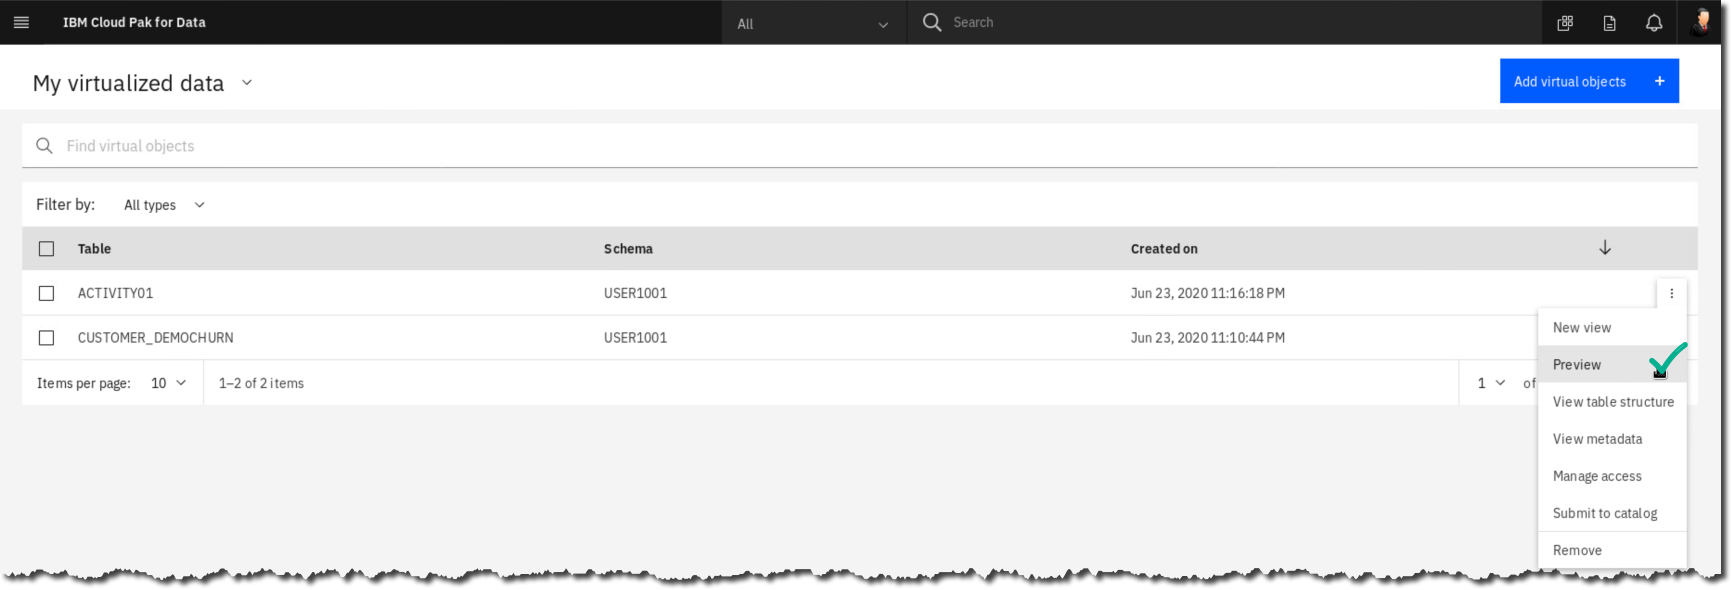 IBM Cloud Pak for Data All Search
My virtualized data Add virtual objects +
Find virtual objects
Filter by: All types
Table Schema Created on
ACTIVITY01 USER1001 Jun 23, 2020 11:16:18 PM
CUSTOMER_DEMOCHURN USER1001 Jun 23, 2020 11:10:44 PM
Items per page: 10 1–2 of 2 items 1 of
New view
Preview
View table structure
View metadata
Manage access
Submit to catalog
Remove